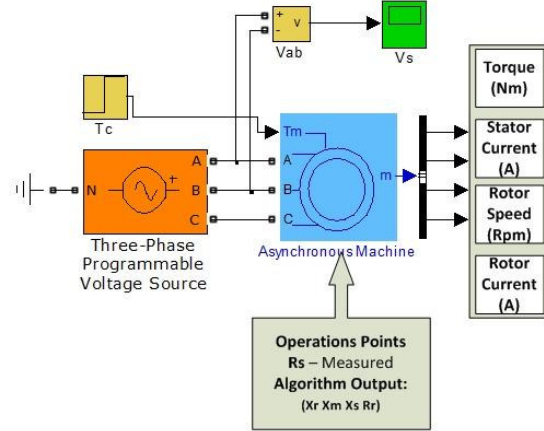 +
-
v
Vab
Vs
Tc
Tm
N
+
A
B
C
A
B
C
m
Three-Phase
Programmable
Voltage Source
Asynchronous Machine
Torque
(Nm)
Stator
Current
(A)
Rotor
Speed
(Rpm)
Rotor
Current
(A)
Operations Points
Rs – Measured
Algorithm Output:
(Xr Xm Xs Rr)